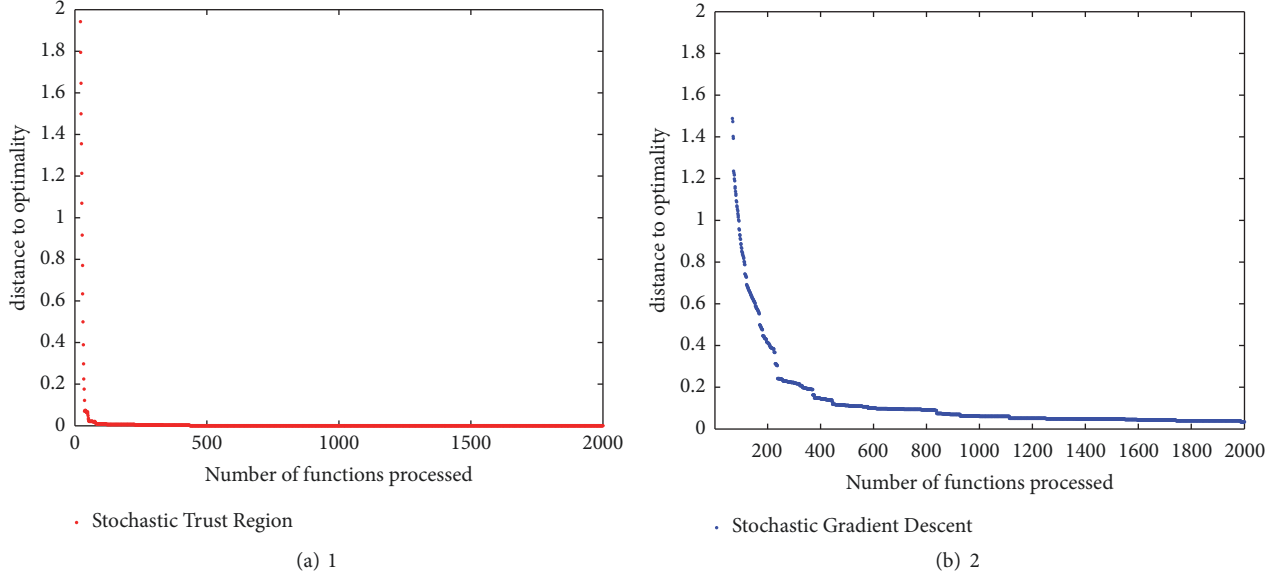 2
1.8
1.6
1.4
1.2
1
0.8
0.6
0.4
0.2
0
distance to optimality
0 500 1000 1500 2000
Number of functions processed
Stochastic Trust Region
(a) 1
2
1.8
1.6
1.4
1.2
1
0.8
0.6
0.4
0.2
0
distance to optimality
200 400 600 800 1000 1200 1400 1600 1800 2000
Number of functions processed
Stochastic Gradient Descent
(b) 2